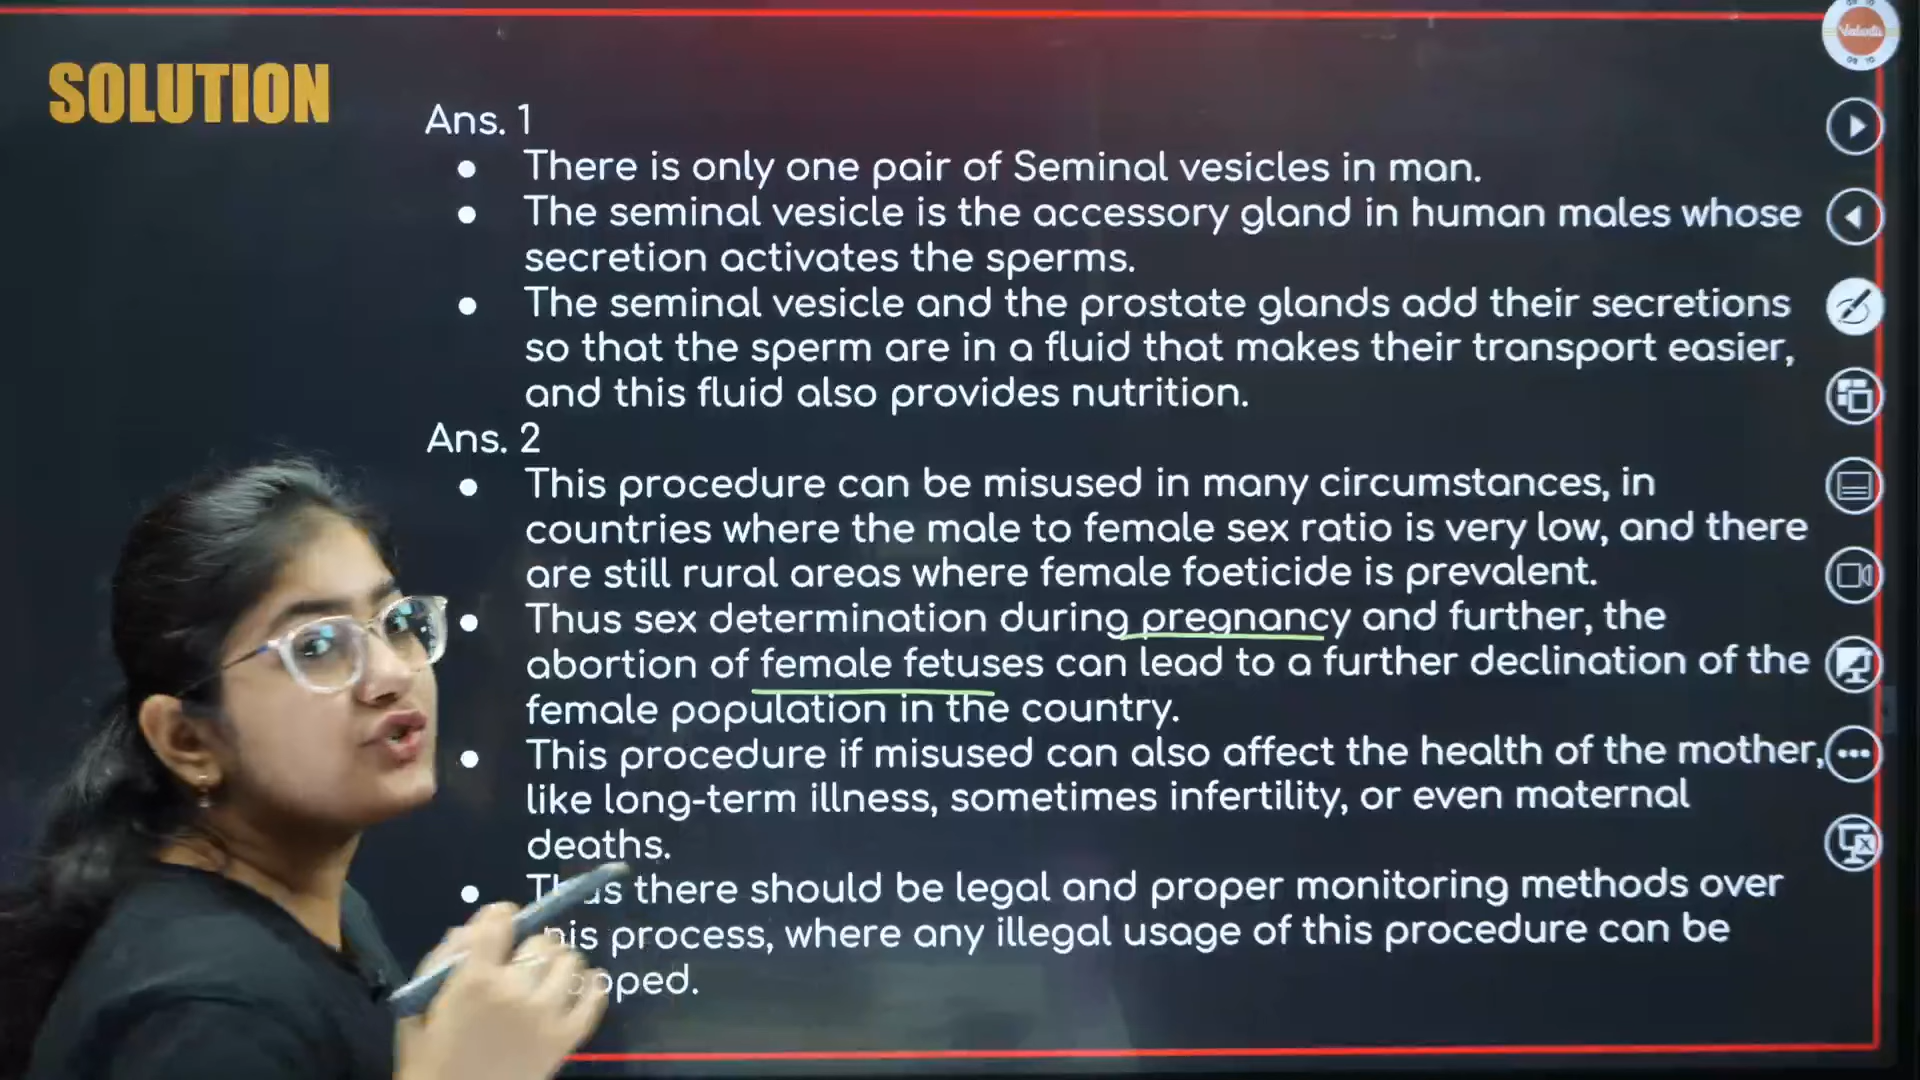 SOLUTION
Ans. 1
● There is only one pair of Seminal vesicles in man.
● The seminal vesicle is the accessory gland in human males whose
secretion activates the sperms.
● The seminal vesicle and the prostate glands add their secretions
so that the sperm are in a fluid that makes their transport easier,
and this fluid also provides nutrition.
Ans. 2
● This procedure can be misused in many circumstances, in
countries where the male to female sex ratio is very low, and there
are still rural areas where female foeticide is prevalent.
● Thus sex determination during pregnancy and further, the
abortion of female fetuses can lead to a further declination of the
female population in the country.
● This procedure if misused can also affect the health of the mother,
like long-term illness, sometimes infertility, or even maternal
deaths.
● Thus there should be legal and proper monitoring methods over
process, where any illegal usage of this procedure can be
Vedantu